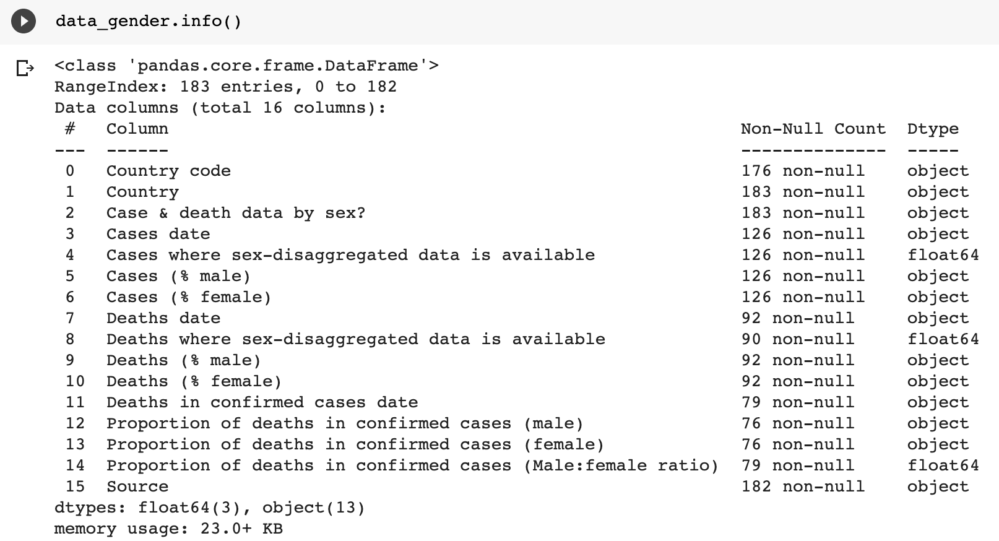 data_gender.info()
<class 'pandas.core.frame.DataFrame'>
RangeIndex: 183 entries, 0 to 182
Data columns (total 16 columns):
 #   Column                                                       Non-Null Count  Dtype
---  ------                                                       --------------  -----
 0   Country code                                                 176 non-null    object
 1   Country                                                      183 non-null    object
 2   Case & death data by sex?                                    183 non-null    object
 3   Cases date                                                   126 non-null    object
 4   Cases where sex-disaggregated data is available              126 non-null    float64
 5   Cases (% male)                                               126 non-null    object
 6   Cases (% female)                                             126 non-null    object
 7   Deaths date                                                  92 non-null     object
 8   Deaths where sex-disaggregated data is available             90 non-null     float64
 9   Deaths (% male)                                              92 non-null     object
 10  Deaths (% female)                                            92 non-null     object
 11  Deaths in confirmed cases date                               79 non-null     object
 12  Proportion of deaths in confirmed cases (male)               76 non-null     object
 13  Proportion of deaths in confirmed cases (female)             76 non-null     object
 14  Proportion of deaths in confirmed cases (Male:female ratio)  79 non-null     float64
 15  Source                                                       182 non-null    object
dtypes: float64(3), object(13)
memory usage: 23.0+ KB